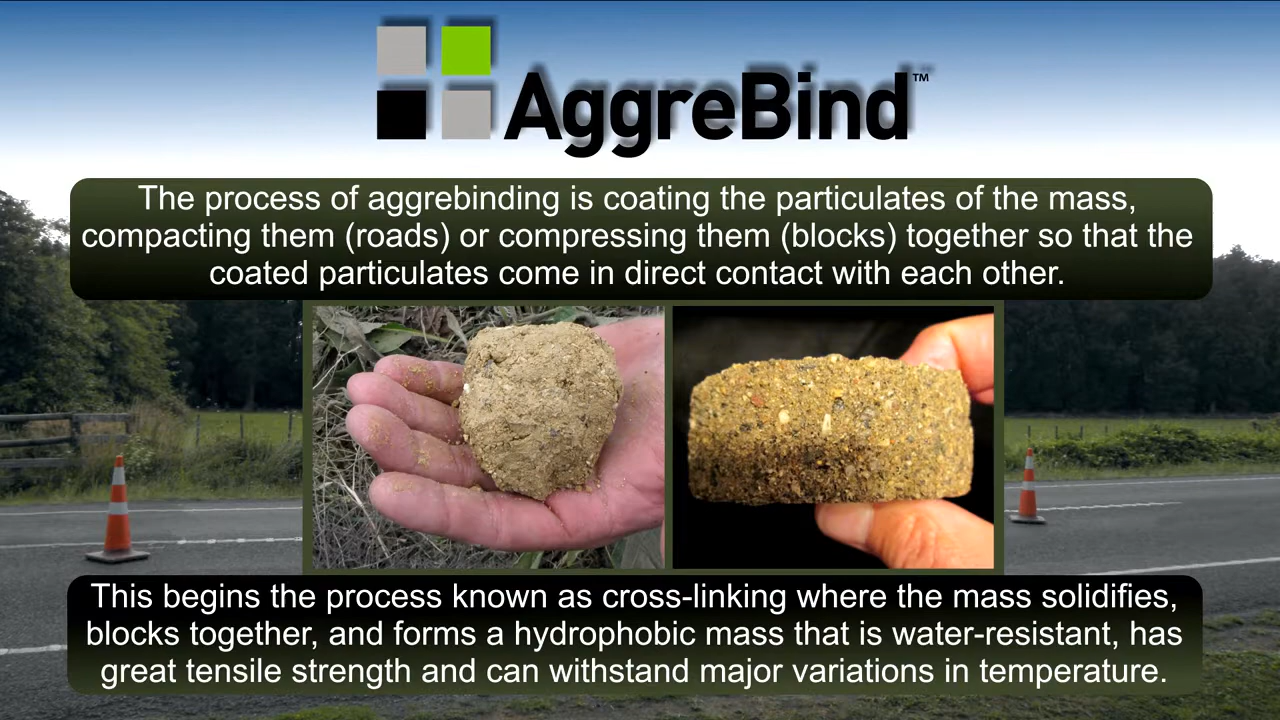 AggreBind™
The process of aggrebinding is coating the particulates of the mass,
compacting them (roads) or compressing them (blocks) together so that the
coated particulates come in direct contact with each other.
This begins the process known as cross-linking where the mass solidifies,
blocks together, and forms a hydrophobic mass that is water-resistant, has
great tensile strength and can withstand major variations in temperature.